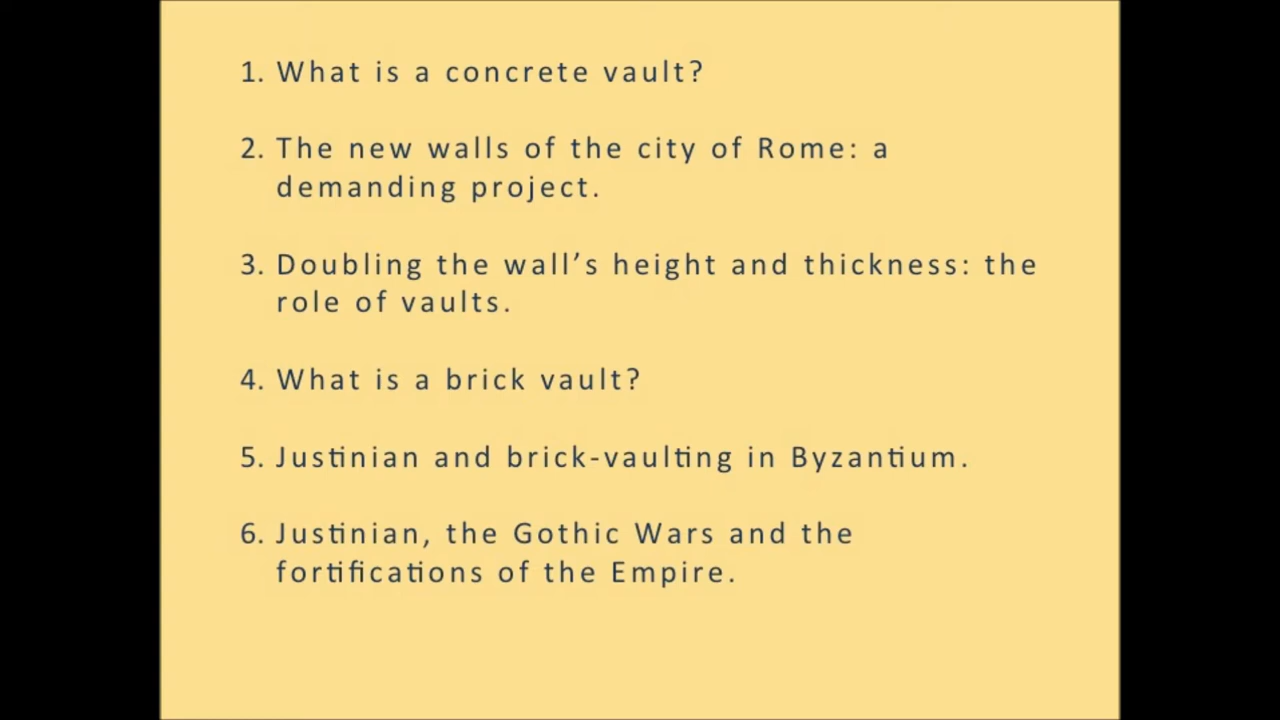 1. What is a concrete vault?
2. The new walls of the city of Rome: a
demanding project.
3. Doubling the wall’s height and thickness: the
role of vaults.
4. What is a brick vault?
5. Justinian and brick-vaulting in Byzantium.
6. Justinian, the Gothic Wars and the
fortifications of the Empire.